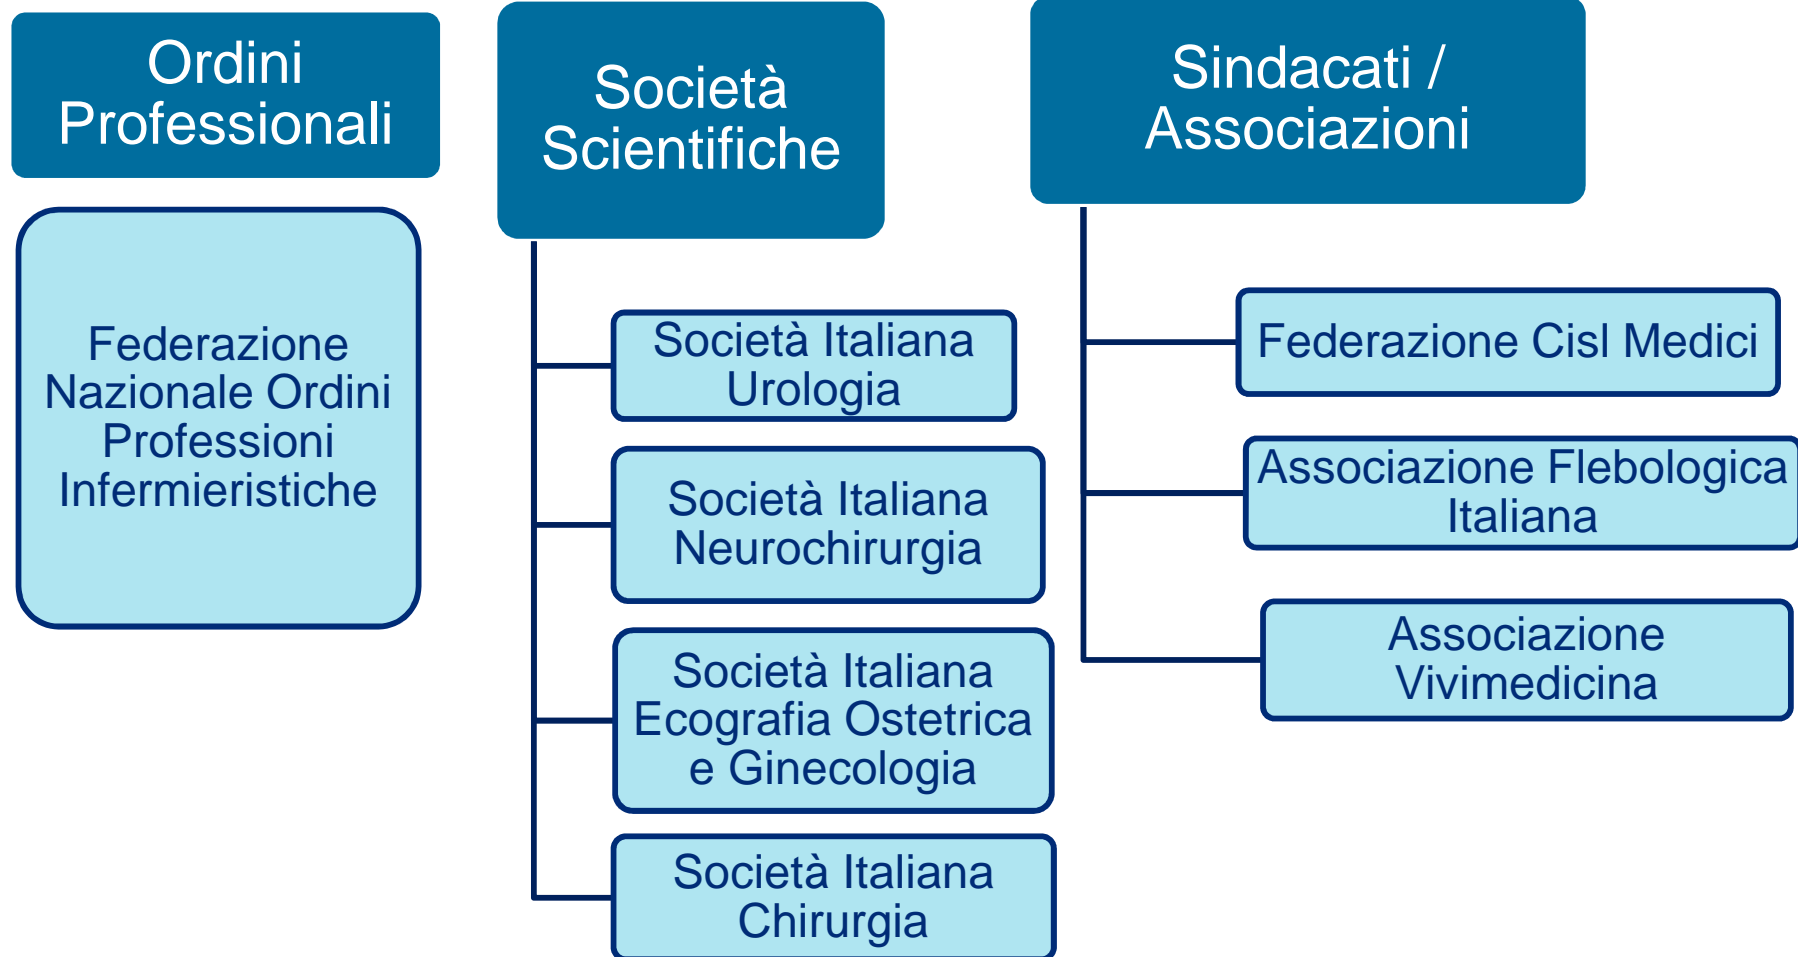 Ordini
Professionali
Federazione
Nazionale Ordini
Professioni
Infermieristiche
Società
Scientifiche
Società Italiana
Urologia
Società Italiana
Neurochirurgia
Società Italiana
Ecografia Ostetrica
e Ginecologia
Società Italiana
Chirurgia
Sindacati /
Associazioni
Federazione Cisl Medici
Associazione Flebologica
Italiana
Associazione
Vivimedicina